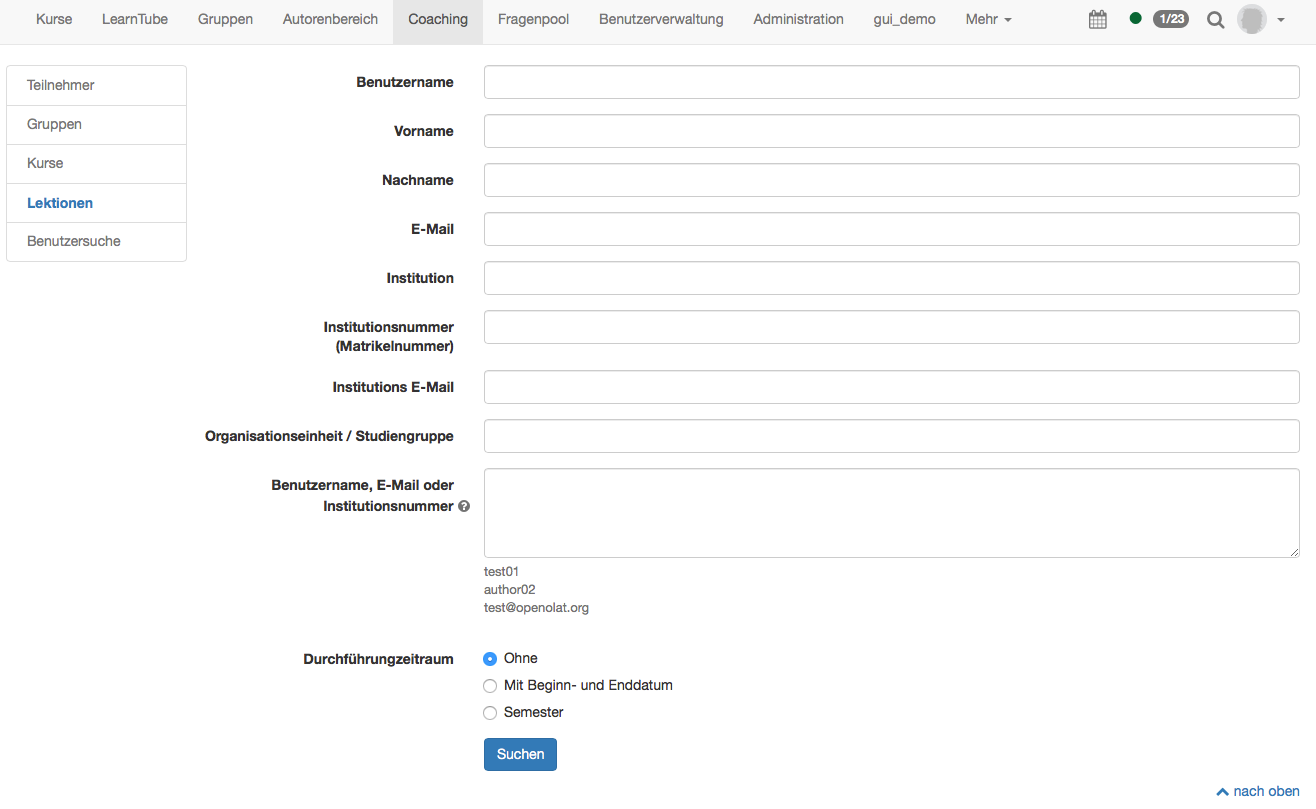 Kurse LearnTube Gruppen Autorenbereich Coaching Fragenpool Benutzerverwaltung Administration gui_demo Mehr 1/23
Teilnehmer
Gruppen
Kurse
Lektionen
Benutzersuche
Benutzername
Vorname
Nachname
E-Mail
Institution
Institutionsnummer
(Matrikelnummer)
Institutions E-Mail
Organisationseinheit / Studiengruppe
Benutzername, E-Mail oder
Institutionsnummer ?
test01
author02
test@openolat.org
Durchführungzeitraum
Ohne
Mit Beginn- und Enddatum
Semester
Suchen
nach oben